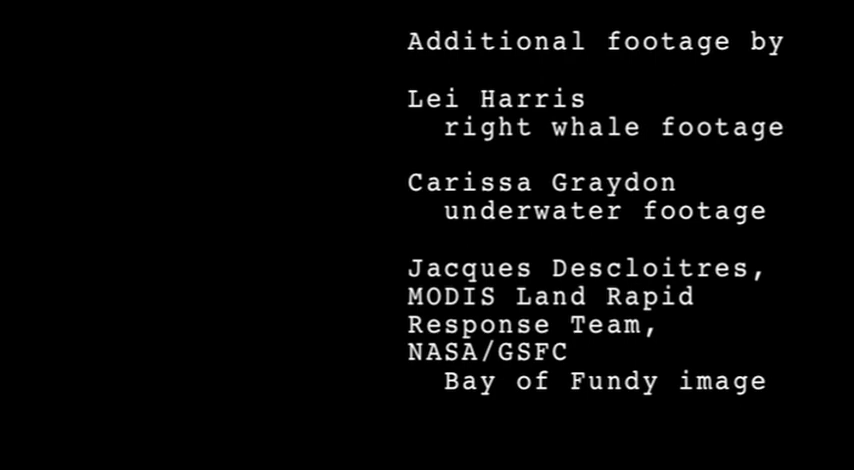 Additional footage by
Lei Harris
right whale footage
Carissa Graydon
underwater footage
Jacques Descloitres,
MODIS Land Rapid
Response Team,
NASA/GSFC
Bay of Fundy image